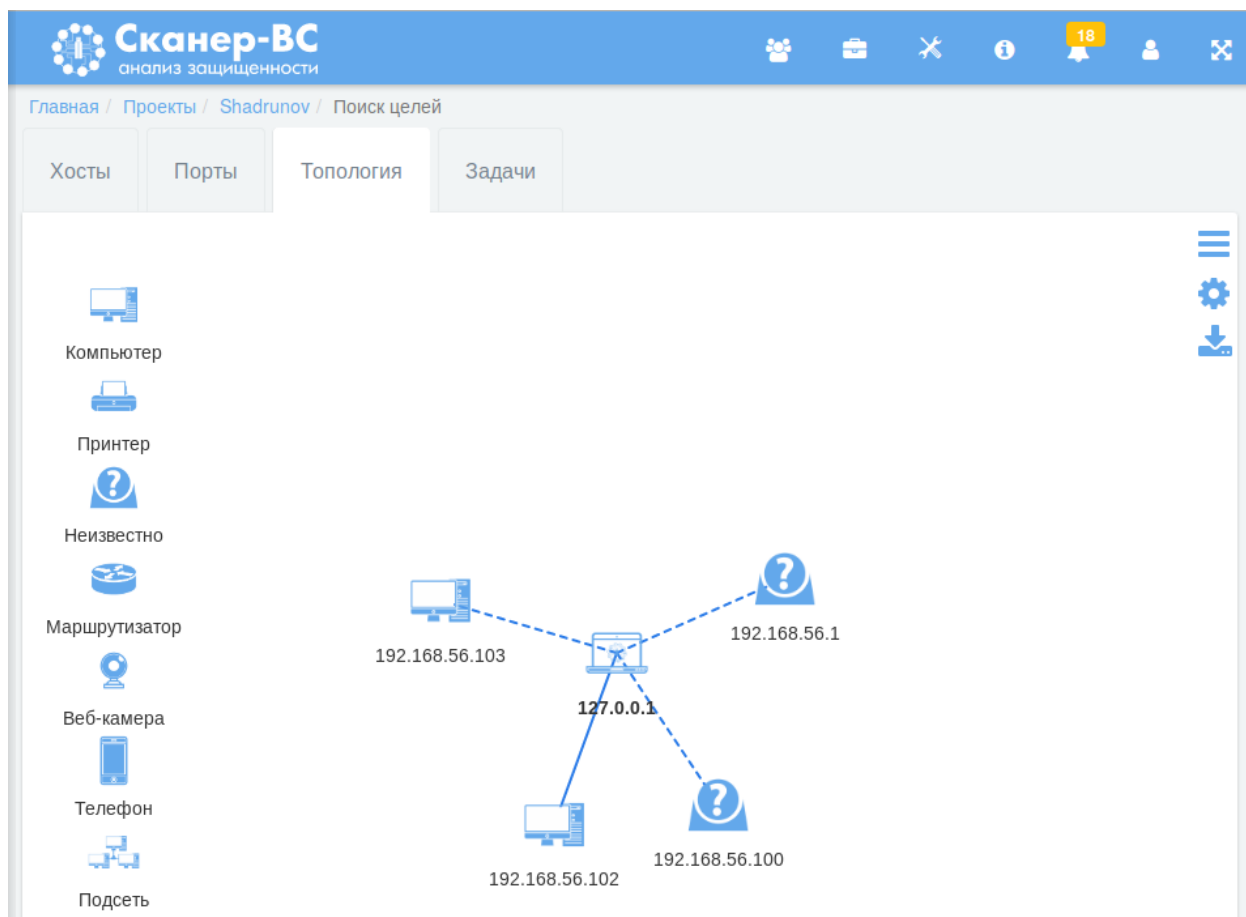 Сканер-ВС
анализ защищенности
18
Главная / Проекты / Shadrunov / Поиск целей
Хосты Порты Топология Задачи
Компьютер
Принтер
Неизвестно
Маршрутизатор
Веб-камера
Телефон
Подсеть
192.168.56.1
192.168.56.103
127.0.0.1
192.168.56.100
192.168.56.102